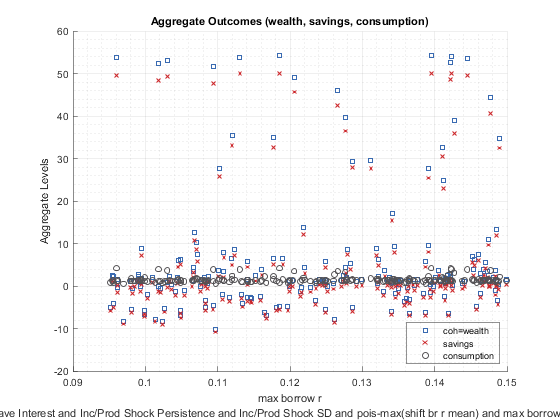 Aggregate Outcomes (wealth, savings, consumption)
Aggregate Levels
60
50
40
30
20
10
0
-10
-20
0.09
0.1
0.11
0.12
0.13
0.14
0.15
coh=wealth
savings
consumption
max borrow r
ave Interest and Inc/Prod Shock Persistence and Inc/Prod Shock SD and pois-max(shift br r mean) and max borrow